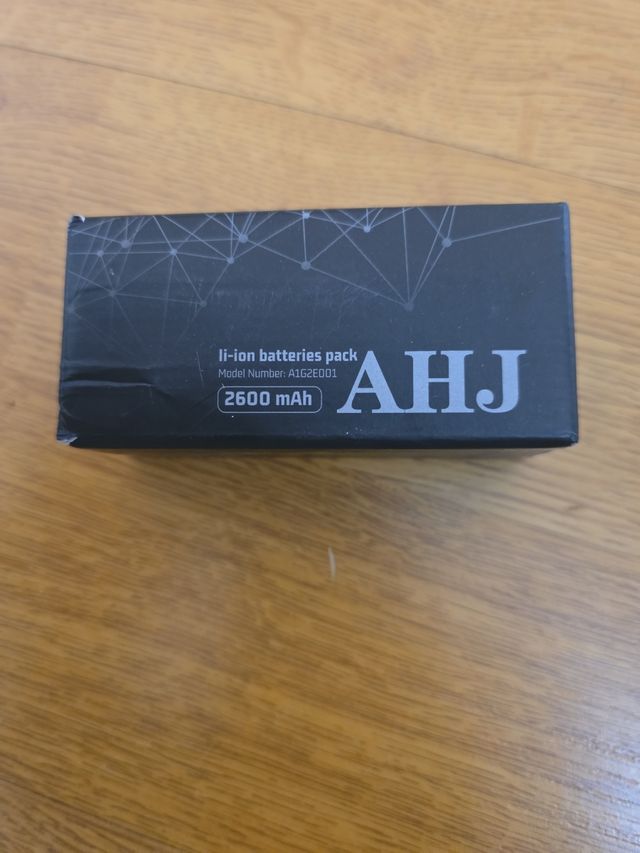 li-ion batteries pack
Model Number: A1G2E001
2600 mAh
AHJ